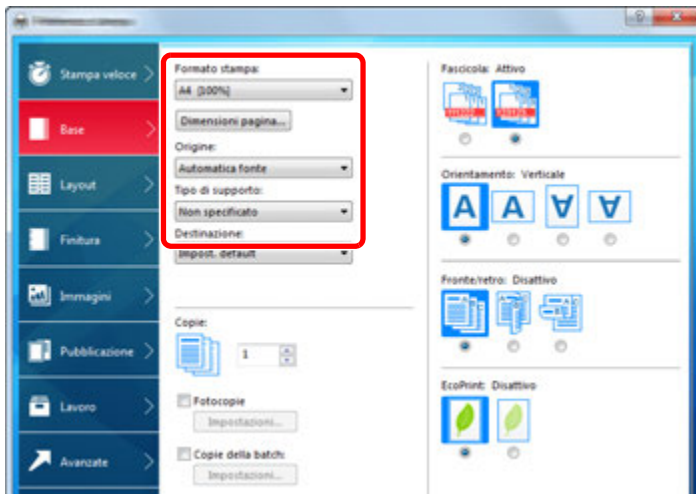 Stampa veloce
Base
Layout
Finitura
Immagini
Pubblicazione
Lavoro
Avanzate
Formato stampa:
A4 [100%]
Dimensioni pagina...
Origine:
Automatica fonte
Tipo di supporto:
Non specificato
Destinazione:
Impost. default
Copie:
1
Fotocopie
Impostazioni...
Copie della batch:
Impostazioni...
Fascicola: Attivo
Orientamento: Verticale
A A A A
Fronte/retro: Disattivo
EcoPrint: Disattivo